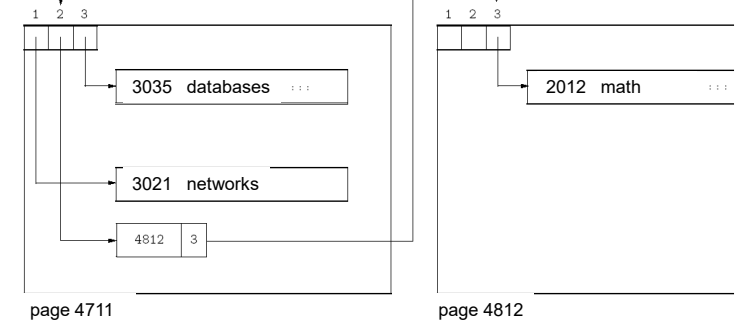 1 2 3
3035 databases :::
3021 networks
4812 3
page 4711
1 2 3
2012 math :::
page 4812